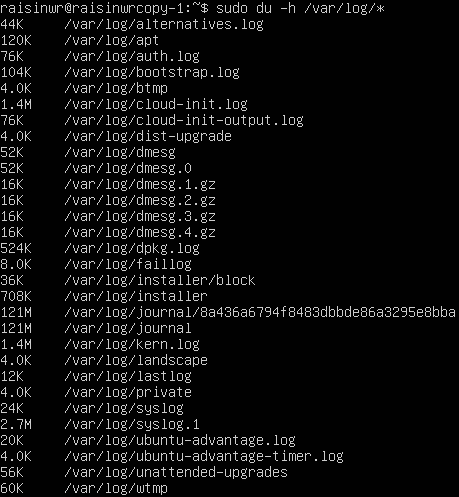 raisinwr@raisinwrcopy-1:~$ sudo du -h /var/log/*
44K /var/log/alternatives.log
120K /var/log/apt
76K /var/log/auth.log
104K /var/log/bootstrap.log
4.0K /var/log/btmp
1.4M /var/log/cloud-init.log
76K /var/log/cloud-init-output.log
4.0K /var/log/dist-upgrade
52K /var/log/dmesg
52K /var/log/dmesg.0
16K /var/log/dmesg.1.gz
16K /var/log/dmesg.2.gz
16K /var/log/dmesg.3.gz
16K /var/log/dmesg.4.gz
524K /var/log/dpkg.log
8.0K /var/log/faillog
36K /var/log/installer/block
708K /var/log/installer
121M /var/log/journal/8a436a6794f8483dbbde86a3295e8bba
121M /var/log/journal
1.4M /var/log/kern.log
4.0K /var/log/landscape
12K /var/log/lastlog
4.0K /var/log/private
24K /var/log/syslog
2.7M /var/log/syslog.1
20K /var/log/ubuntu-advantage.log
4.0K /var/log/ubuntu-advantage-timer.log
56K /var/log/unattended-upgrades
60K /var/log/wtmp